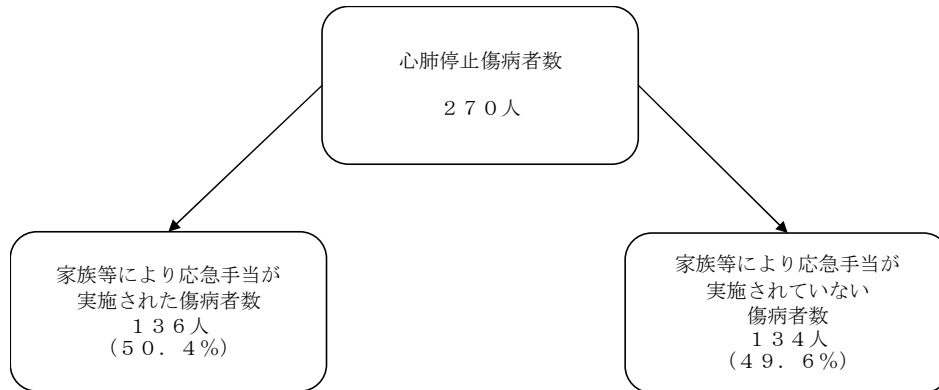 心肺停止傷病者数
２７０人
家族等により応急手当が
実施された傷病者数
１３６人
（５０．４％）
家族等により応急手当が
実施されていない
傷病者数
１３４人
（４９．６％）